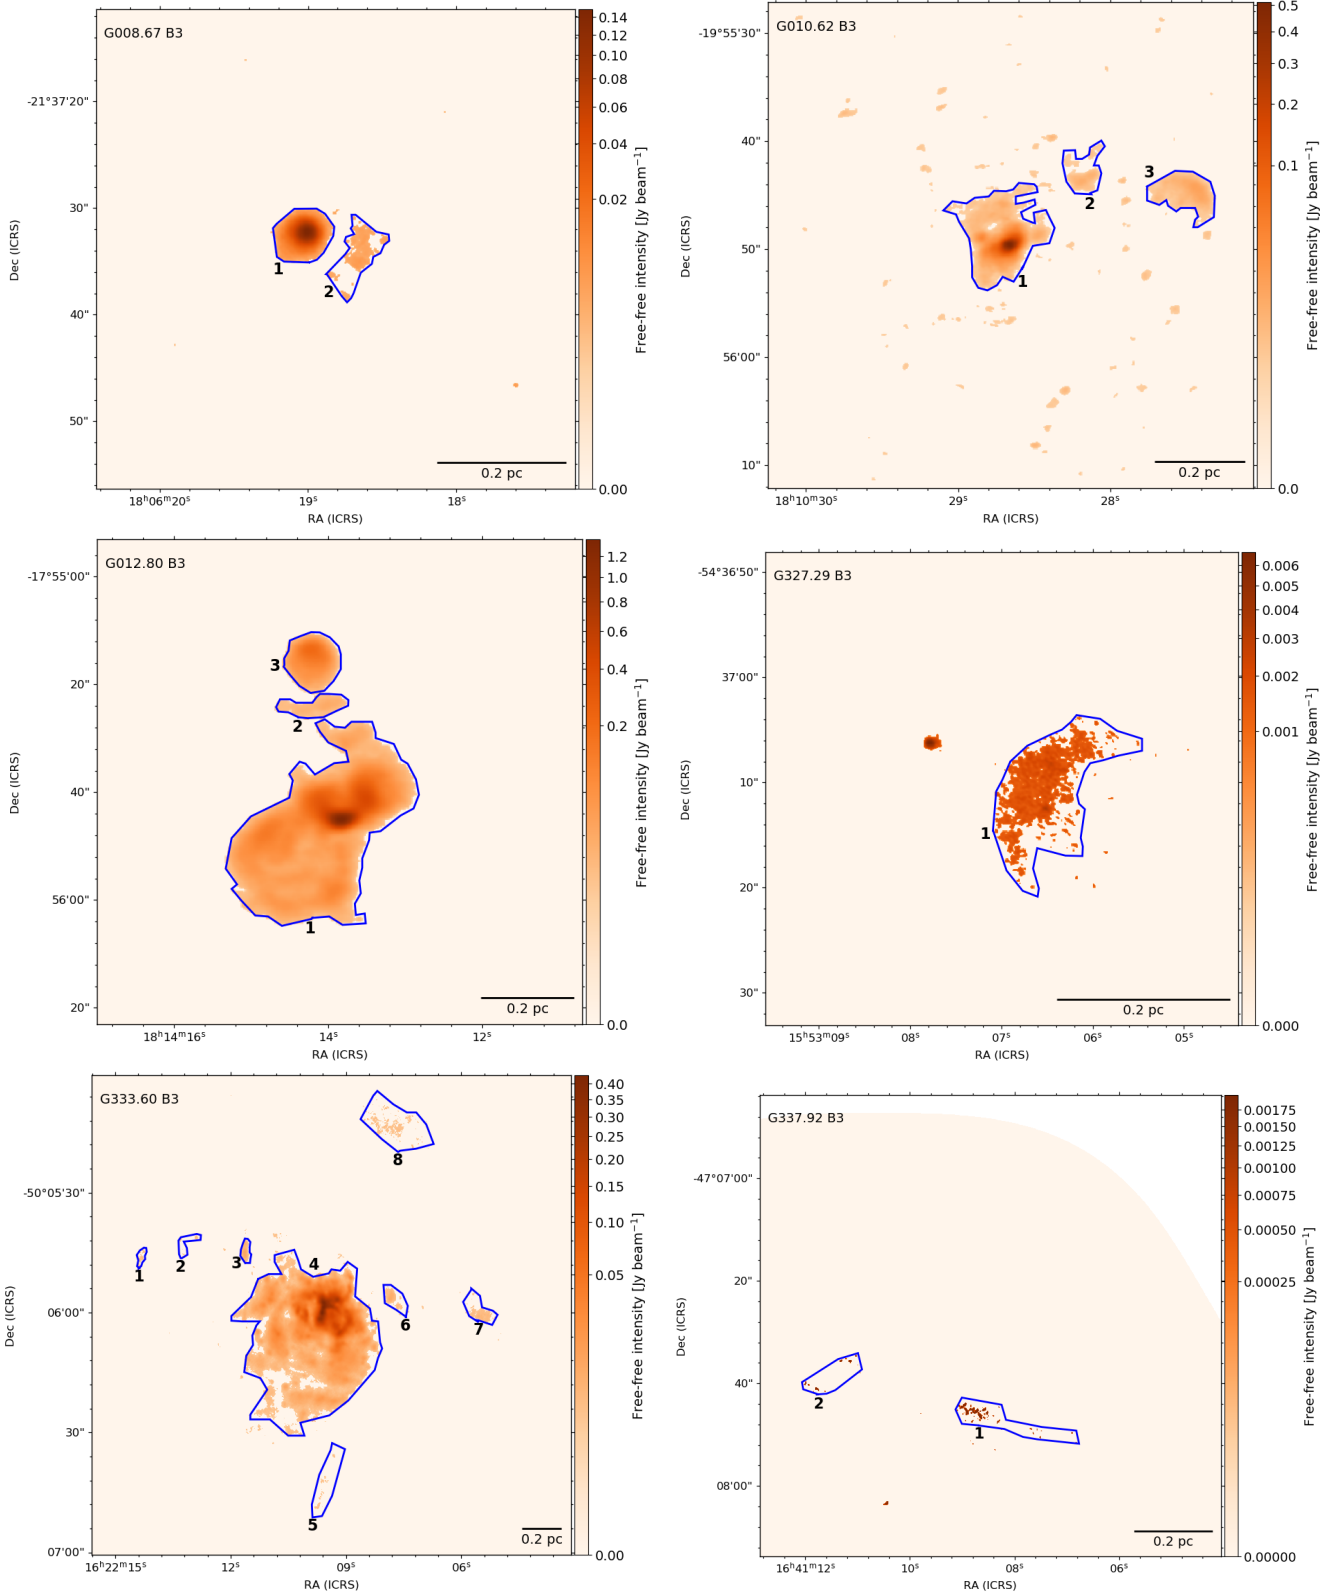 G008.67 B3
-21°37'20"
30"
40"
50"
Dec (ICRS)
18ʰ06ᵐ20ˢ
19ˢ
18ˢ
RA (ICRS)
1
2
0.2 pc
0.14
0.12
0.10
0.08
0.06
0.04
0.02
0.00
Free-free intensity [Jy beam⁻¹]
G010.62 B3
-19°55'30"
40"
50"
56'00"
10"
Dec (ICRS)
18ʰ10ᵐ30ˢ
29ˢ
28ˢ
RA (ICRS)
1
2
3
0.2 pc
0.5
0.4
0.3
0.2
0.1
0.0
Free-free intensity [Jy beam⁻¹]
G012.80 B3
-17°55'00"
20"
40"
56'00"
20"
Dec (ICRS)
18ʰ14ᵐ16ˢ
14ˢ
12ˢ
RA (ICRS)
3
2
1
0.2 pc
1.2
1.0
0.8
0.6
0.4
0.2
0.0
Free-free intensity [Jy beam⁻¹]
G327.29 B3
-54°36'50"
37'00"
10"
20"
30"
Dec (ICRS)
15ʰ53ᵐ09ˢ
08ˢ
07ˢ
06ˢ
05ˢ
RA (ICRS)
1
0.2 pc
0.006
0.005
0.004
0.003
0.002
0.001
0.000
Free-free intensity [Jy beam⁻¹]
G333.60 B3
-50°05'30"
06'00"
30"
07'00"
Dec (ICRS)
16ʰ22ᵐ15ˢ
12ˢ
09ˢ
06ˢ
RA (ICRS)
8
1
2
3
4
6
7
5
0.2 pc
0.40
0.35
0.30
0.25
0.20
0.15
0.10
0.05
0.00
Free-free intensity [Jy beam⁻¹]
G337.92 B3
-47°07'00"
20"
40"
08'00"
Dec (ICRS)
16ʰ41ᵐ12ˢ
10ˢ
08ˢ
06ˢ
RA (ICRS)
2
1
0.2 pc
0.00175
0.00150
0.00125
0.00100
0.00075
0.00050
0.00025
0.00000
Free-free intensity [Jy beam⁻¹]